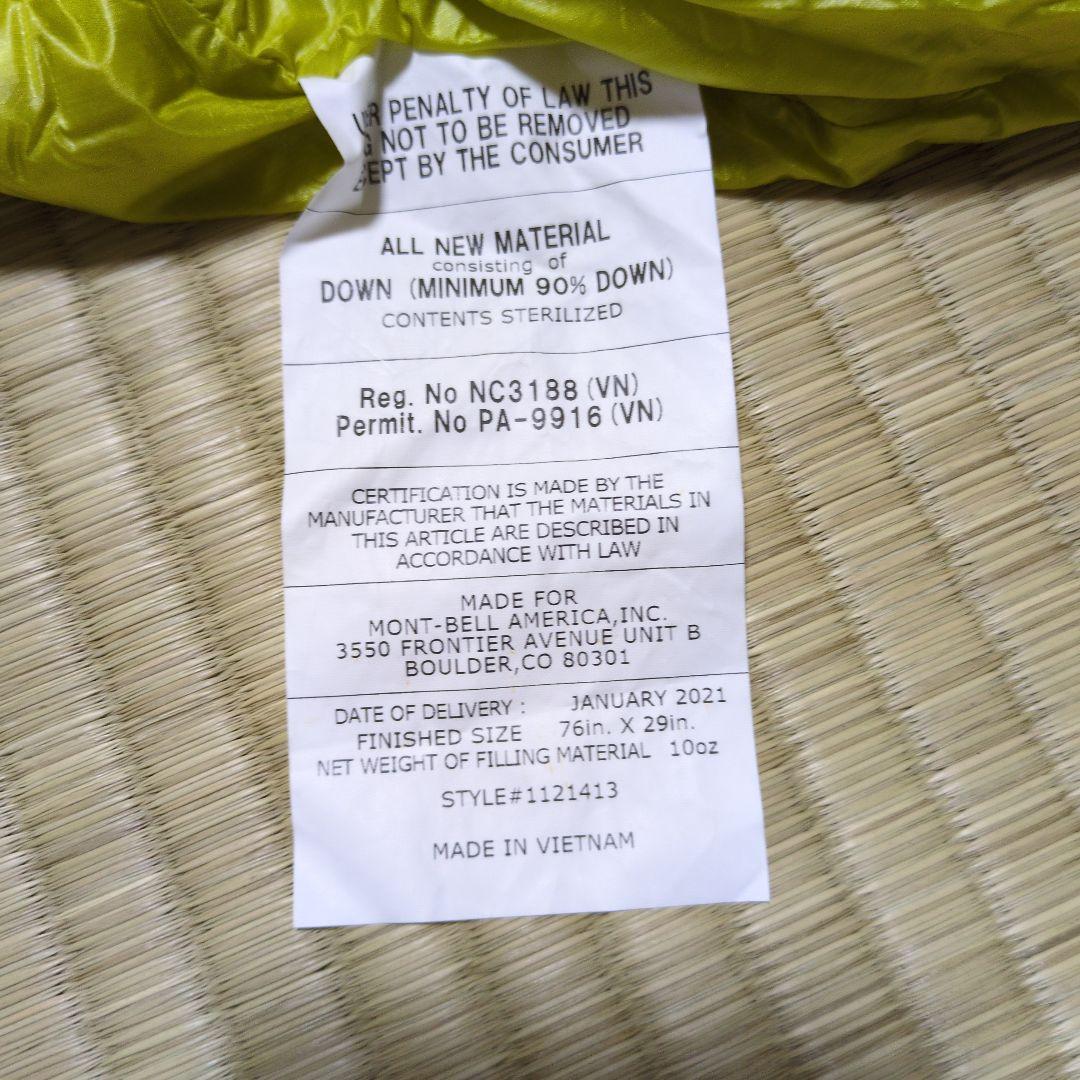 PENALTY OF LAW THIS
NOT TO BE REMOVED
BY THE CONSUMER
ALL NEW MATERIAL
consisting of
DOWN (MINIMUM 90% DOWN)
CONTENTS STERILIZED
Reg. No NC3188 (VN)
Permit. No PA-9916 (VN)
CERTIFICATION IS MADE BY THE
MANUFACTURER THAT THE MATERIALS IN
THIS ARTICLE ARE DESCRIBED IN
ACCORDANCE WITH LAW
MADE FOR
MONT-BELL AMERICA,INC.
3550 FRONTIER AVENUE UNIT B
BOULDER,CO 80301
DATE OF DELIVERY : JANUARY 2021
FINISHED SIZE 76in. X 29in.
NET WEIGHT OF FILLING MATERIAL 10oz
STYLE#1121413
MADE IN VIETNAM